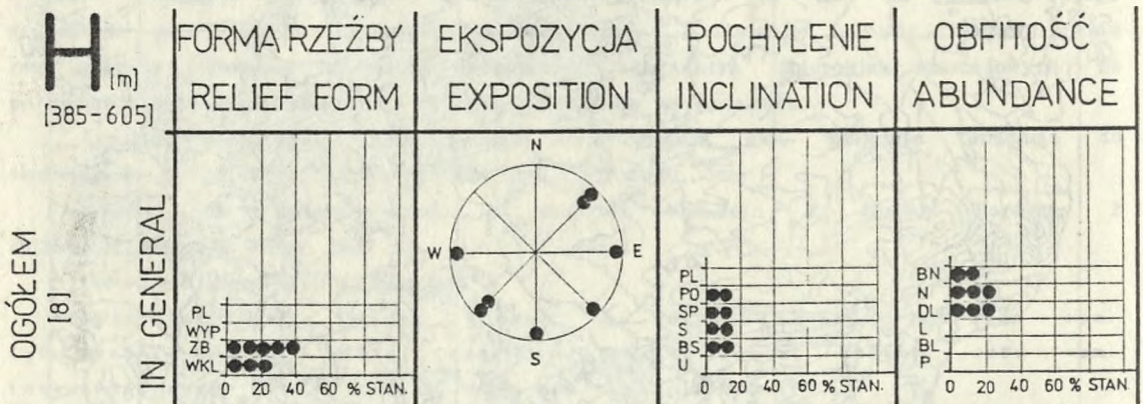 H
[m]
[385-605]
FORMA RZEŹBY
RELIEF FORM
EKSPOZYCJA
EXPOSITION
POCHYLENIE
INCLINATION
OBFITOŚĆ
ABUNDANCE
OGÓŁEM
[8]
IN GENERAL
PL
WYP
ZB
WKL
0 20 60 % STAN.
N
W
E
S
PL
PO
SP
S
BS
U
0 20 40 60 % STAN.
BN
N
DL
L
BL
P
0 20 40 60 % STAN.